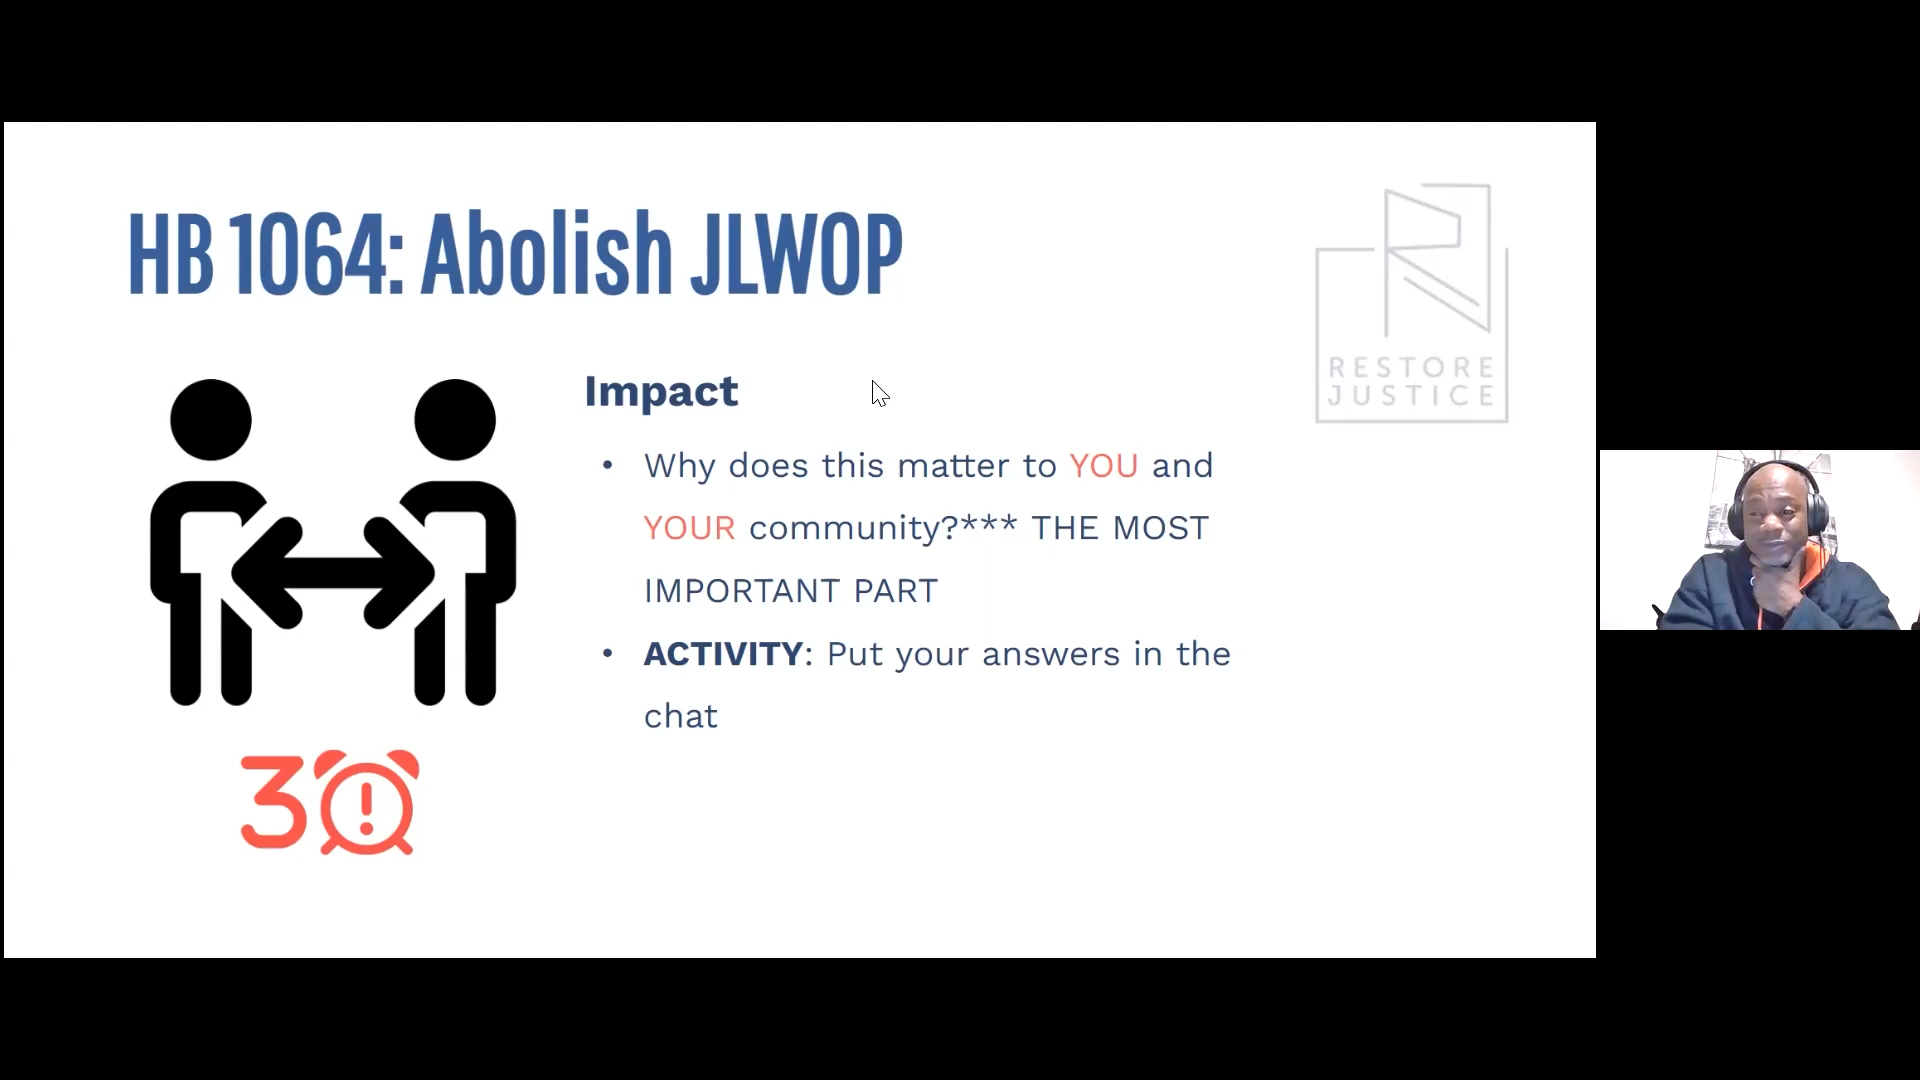 HB 1064: Abolish JLWOP
RESTORE
JUSTICE
Impact
• Why does this matter to YOU and
YOUR community?*** THE MOST
IMPORTANT PART
• ACTIVITY: Put your answers in the
chat
3